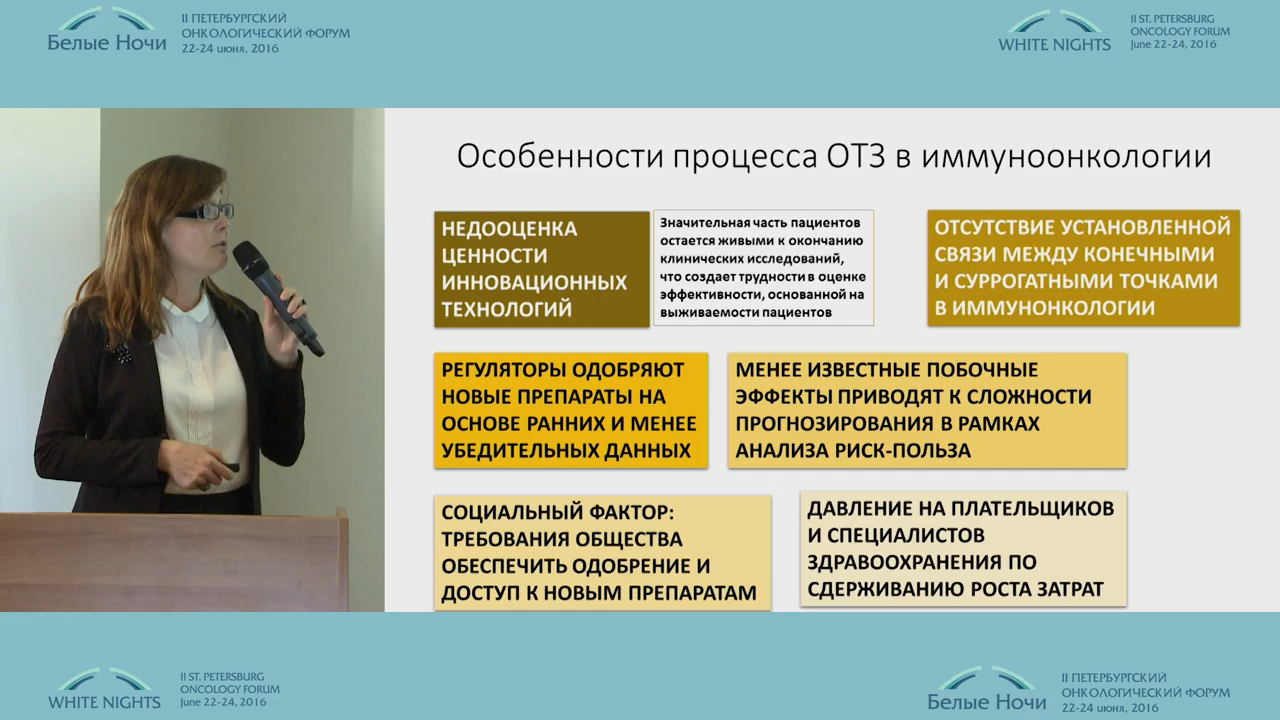 Белые Ночи
II ПЕТЕРБУРГСКИЙ
ОНКОЛОГИЧЕСКИЙ ФОРУМ
22-24 июня, 2016
WHITE NIGHTS
II ST. PETERSBURG
ONCOLOGY FORUM
June 22-24, 2016
Особенности процесса ОТЗ в иммуноонкологии
НЕДООЦЕНКА
ЦЕННОСТИ
ИННОВАЦИОННЫХ
ТЕХНОЛОГИЙ
Значительная часть пациентов
остается живыми к окончанию
клинических исследований,
что создает трудности в оценке
эффективности, основанной на
выживаемости пациентов
ОТСУТСТВИЕ УСТАНОВЛЕННОЙ
СВЯЗИ МЕЖДУ КОНЕЧНЫМИ
И СУРРОГАТНЫМИ ТОЧКАМИ
В ИММУНОНКОЛОГИИ
РЕГУЛЯТОРЫ ОДОБРЯЮТ
НОВЫЕ ПРЕПАРАТЫ НА
ОСНОВЕ РАННИХ И МЕНЕЕ
УБЕДИТЕЛЬНЫХ ДАННЫХ
МЕНЕЕ ИЗВЕСТНЫЕ ПОБОЧНЫЕ
ЭФФЕКТЫ ПРИВОДЯТ К СЛОЖНОСТИ
ПРОГНОЗИРОВАНИЯ В РАМКАХ
АНАЛИЗА РИСК-ПОЛЬЗА
СОЦИАЛЬНЫЙ ФАКТОР:
ТРЕБОВАНИЯ ОБЩЕСТВА
ОБЕСПЕЧИТЬ ОДОБРЕНИЕ И
ДОСТУП К НОВЫМ ПРЕПАРАТАМ
ДАВЛЕНИЕ НА ПЛАТЕЛЬЩИКОВ
И СПЕЦИАЛИСТОВ
ЗДРАВООХРАНЕНИЯ ПО
СДЕРЖИВАНИЮ РОСТА ЗАТРАТ
WHITE NIGHTS
II ST. PETERSBURG
ONCOLOGY FORUM
June 22-24, 2016
Белые Ночи
II ПЕТЕРБУРГСКИЙ
ОНКОЛОГИЧЕСКИЙ ФОРУМ
22-24 июня, 2016